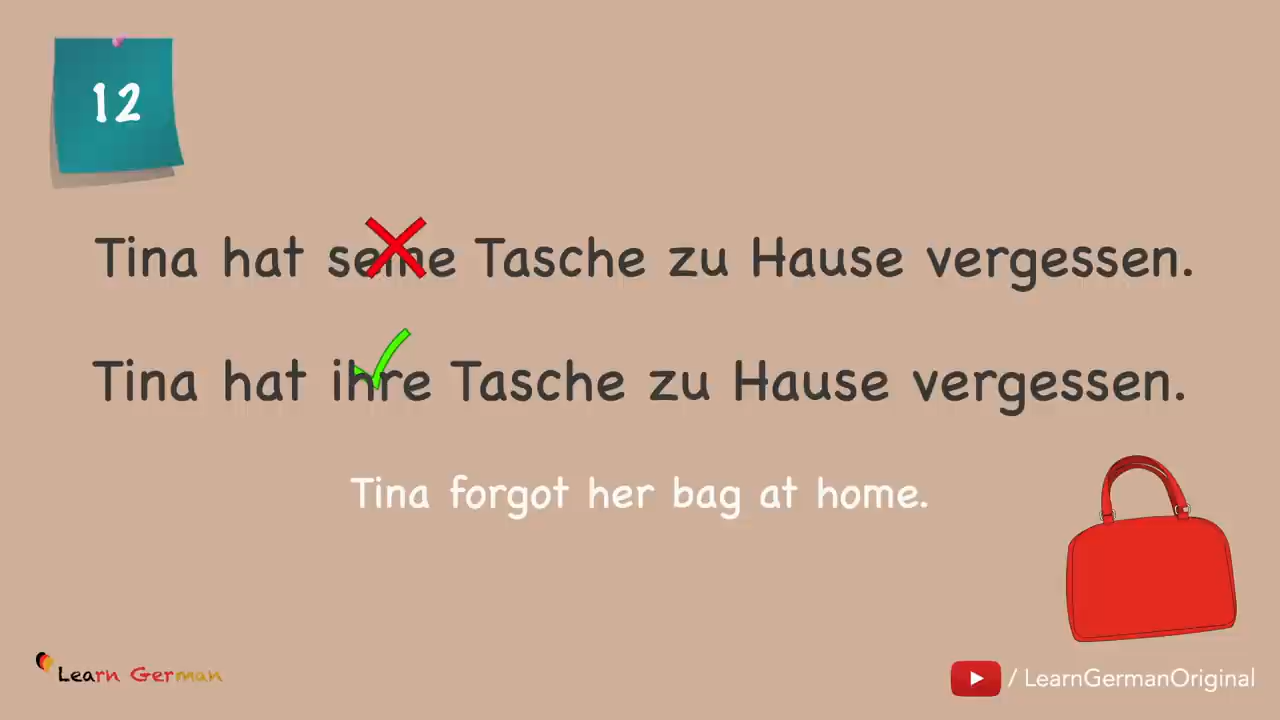 12
Tina hat seine Tasche zu Hause vergessen.
Tina hat ihre Tasche zu Hause vergessen.
Tina forgot her bag at home.
Learn German
/ LearnGermanOriginal